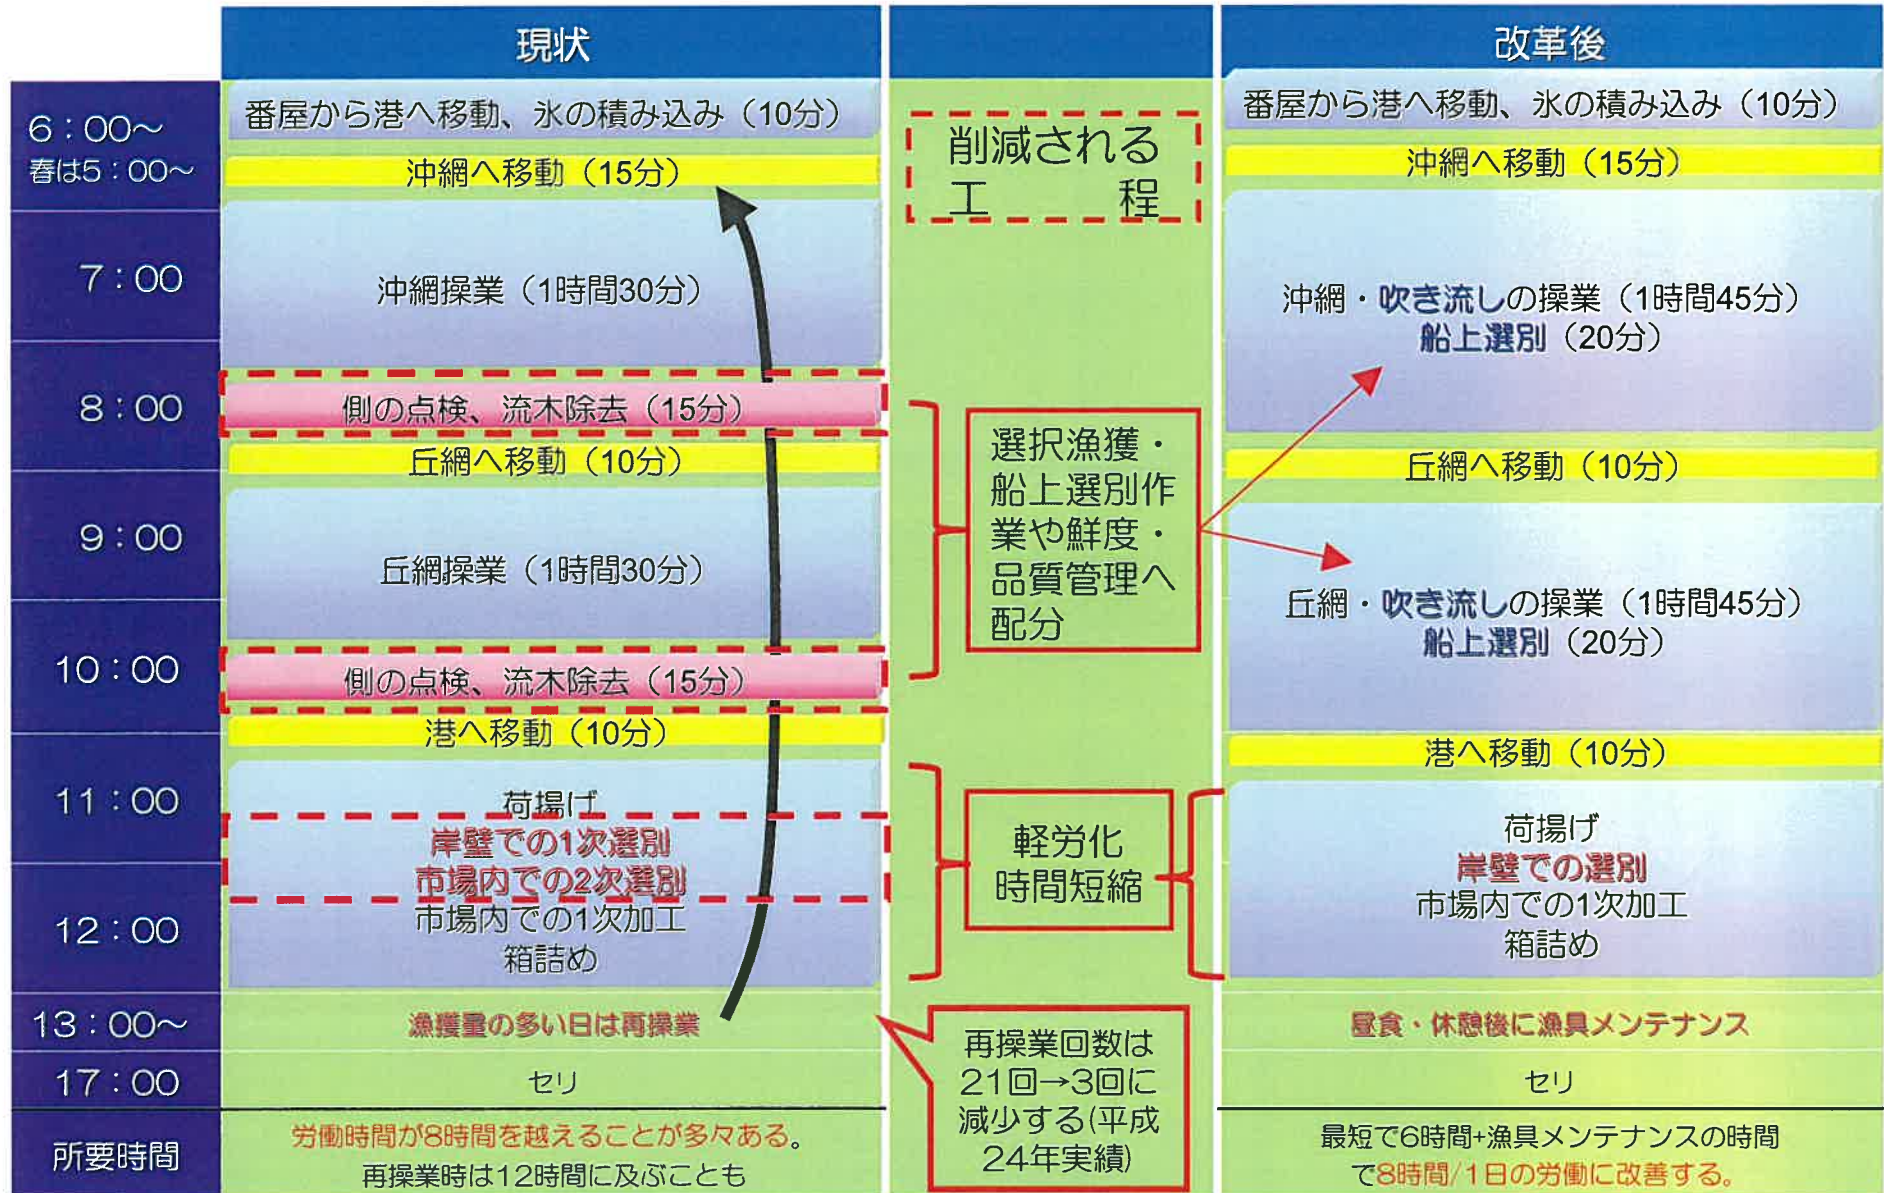 現状
改革後
6：00～
春は5：00～
7：00
8：00
9：00
10：00
11：00
12：00
13：00～
17：00
所要時間
番屋から港へ移動、氷の積み込み（10分）
沖網へ移動（15分）
沖網操業（1時間30分）
側の点検、流木除去（15分）
丘網へ移動（10分）
丘網操業（1時間30分）
側の点検、流木除去（15分）
港へ移動（10分）
荷揚げ
岸壁での1次選別
市場内での2次選別
市場内での1次加工
箱詰め
漁獲量の多い日は再操業
セリ
労働時間が8時間を越えることが多々ある。
再操業時は12時間に及ぶことも
削減される
工 程
選択漁獲・
船上選別作
業や鮮度・
品質管理へ
配分
軽労化
時間短縮
再操業回数は
21回→3回に
減少する(平成
24年実績)
番屋から港へ移動、氷の積み込み（10分）
沖網へ移動（15分）
沖網・吹き流しの操業（1時間45分）
船上選別（20分）
丘網へ移動（10分）
丘網・吹き流しの操業（1時間45分）
船上選別（20分）
港へ移動（10分）
荷揚げ
岸壁での選別
市場内での1次加工
箱詰め
昼食・休憩後に漁具メンテナンス
セリ
最短で6時間+漁具メンテナンスの時間
で8時間/1日の労働に改善する。